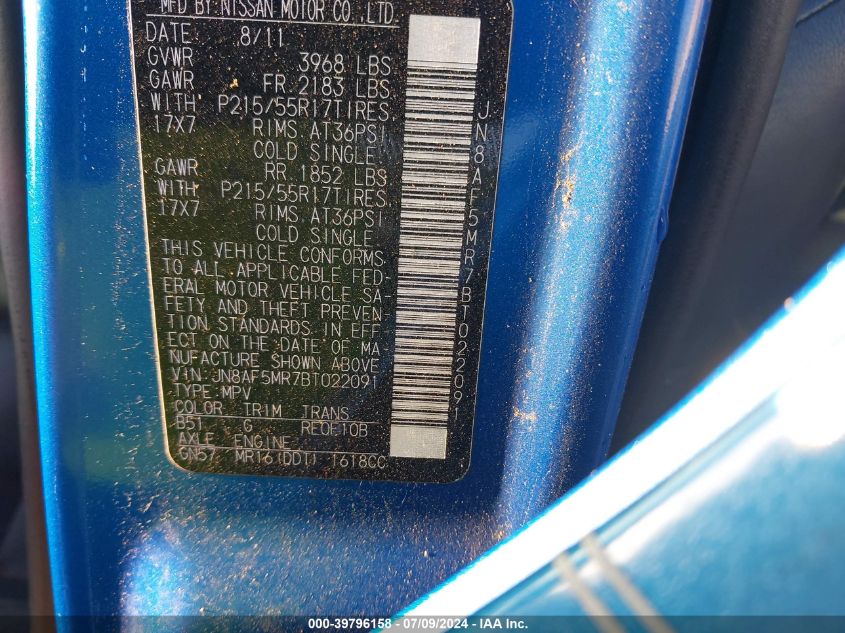 MFD BY NISSAN MOTOR CO.,LTD.
DATE: 8/11
GVWR 3968 LBS
GAWR FR 2183 LBS
WITH P215/55R17TIRES
17X7 RIMS AT36PSI
COLD SINGLE
GAWR RR 1852 LBS
WITH P215/55R17TIRES
17X7 RIMS AT36PSI
COLD SINGLE
THIS VEHICLE CONFORMS
TO ALL APPLICABLE FED-
ERAL MOTOR VEHICLE SA-
FETY AND THEFT PREVEN-
TION STANDARDS IN EFF-
ECT ON THE DATE OF MA-
NUFACTURE SHOWN ABOVE
VIN:JN8AF5MR7BT022091
TYPE:MPV
COLOR TRIM TRANS
B51 G RE0F10B
AXLE ENGINE
GN57 MR16(DDT) 1618CC
JN8AF5MR7BT022091
000-39796158 - 07/09/2024 - IAA Inc.